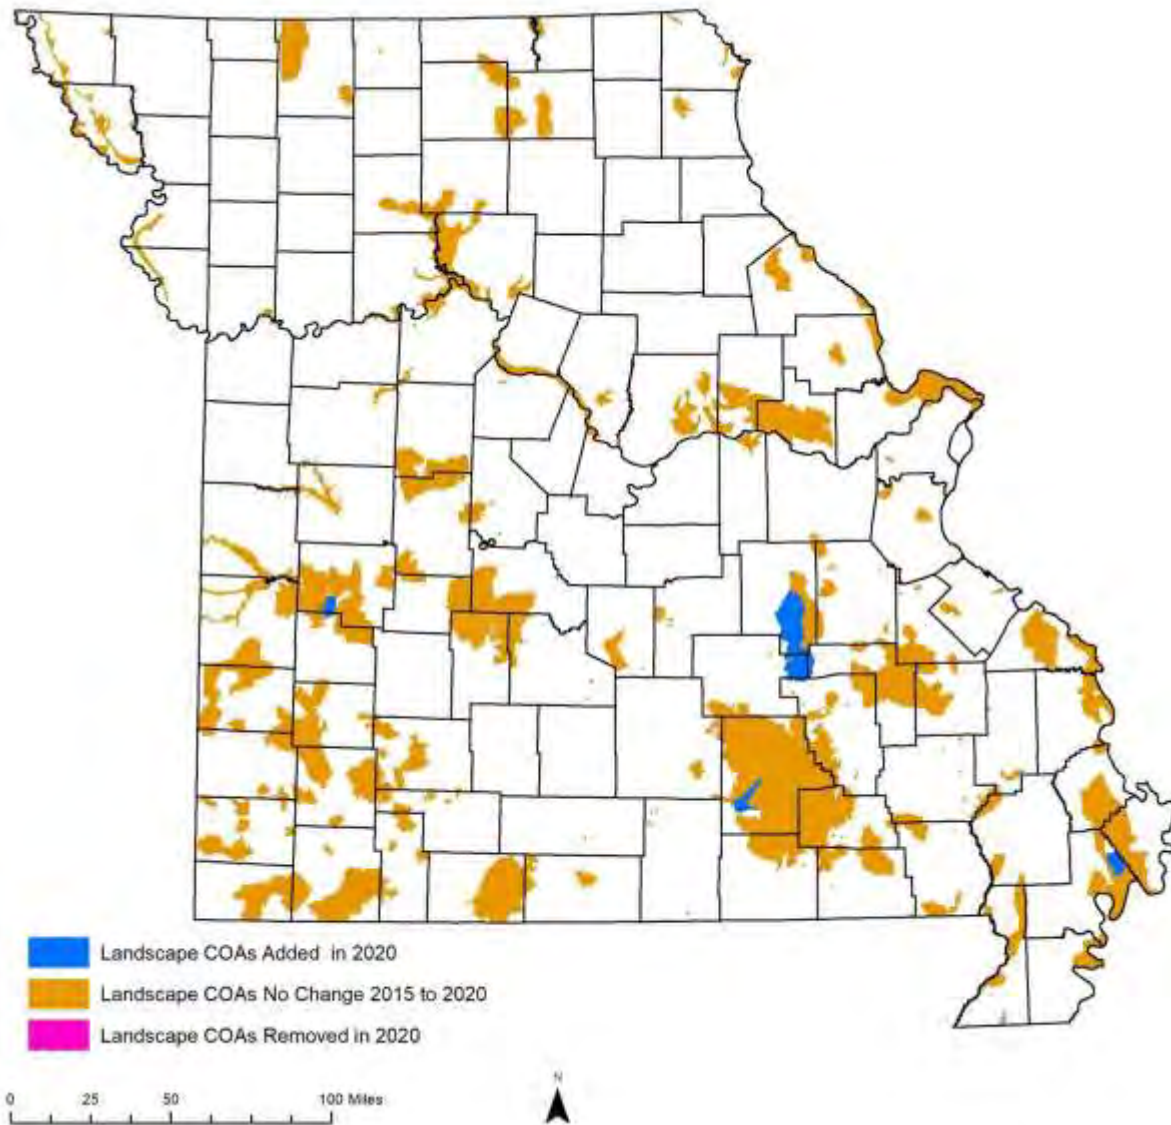 Landscape COAs Added in 2020
Landscape COAs No Change 2015 to 2020
Landscape COAs Removed in 2020
0 25 50 100 Miles
N